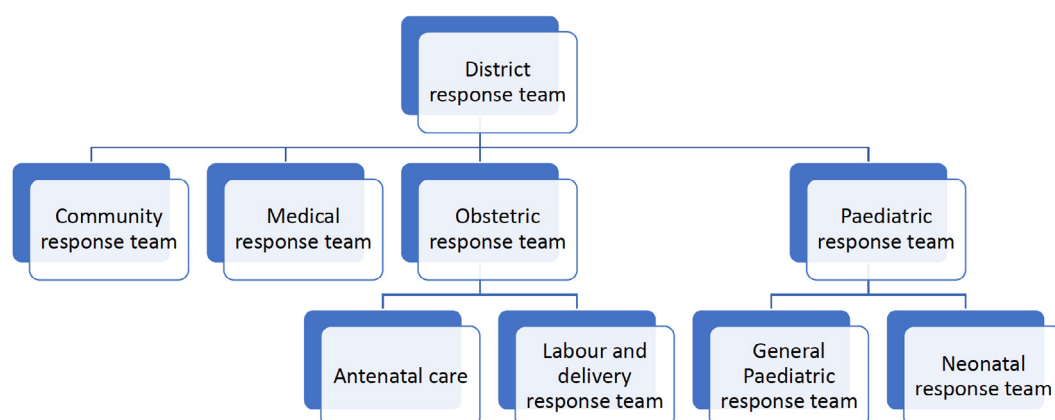 District
response team
Community
response team
Medical
response team
Obstetric
response team
Paediatric
response team
Antenatal care
Labour and
delivery
response team
General
Paediatric
response team
Neonatal
response team